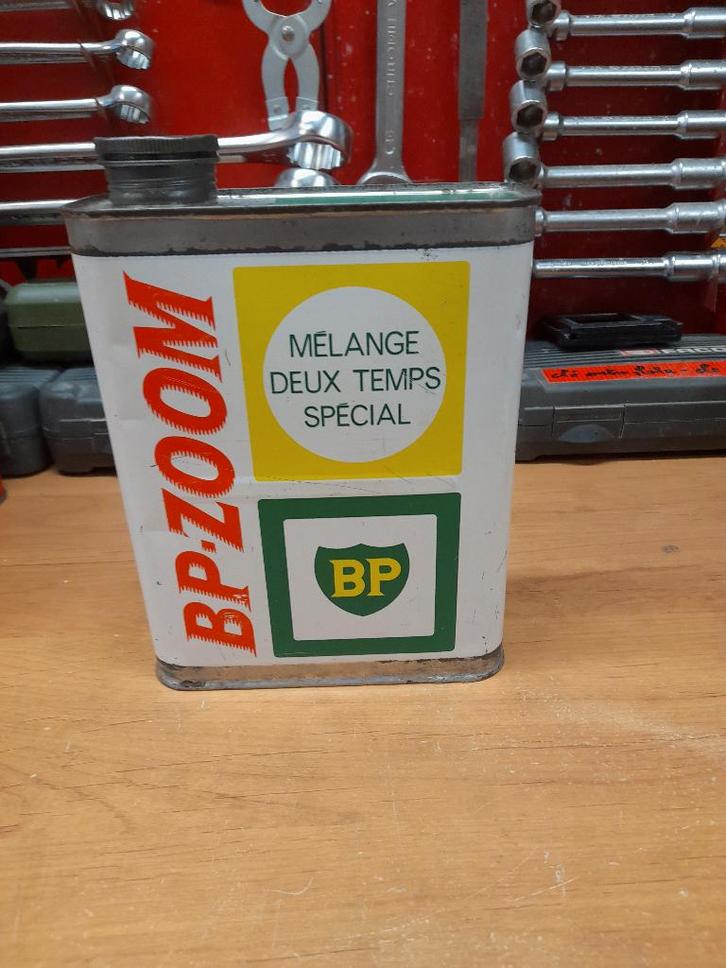 BP-ZOOM
MÉLANGE
DEUX TEMPS
SPÉCIAL
BP